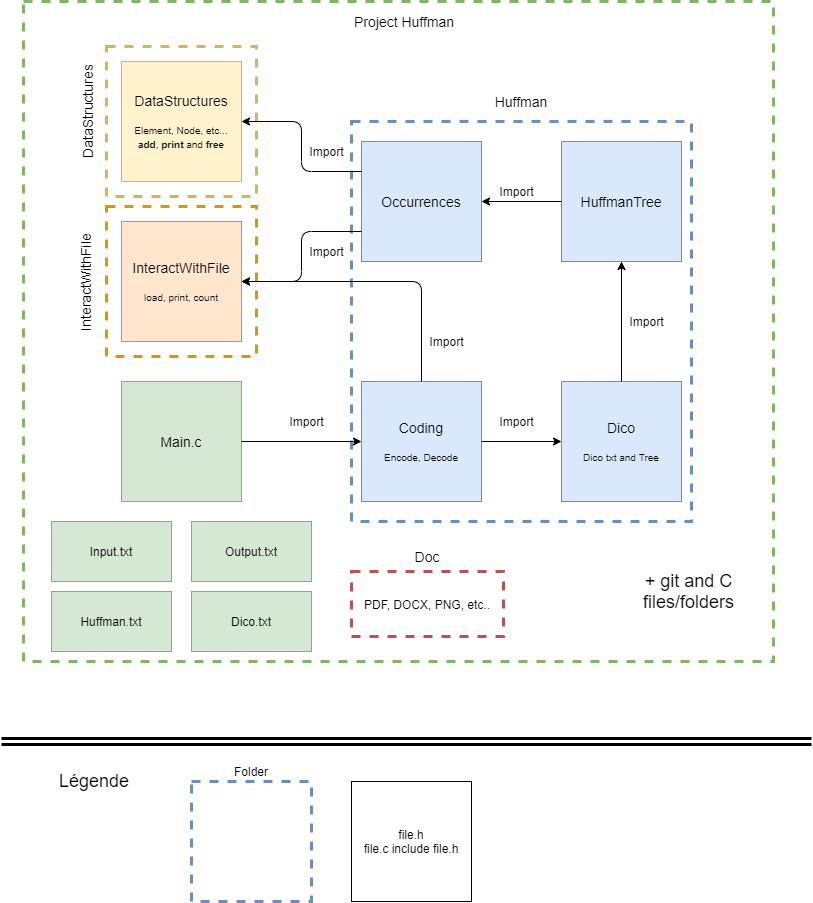 Project Huffman
DataStructures
DataStructures
Element, Node, etc...
add, print and free
Huffman
Import
Occurrences
Import
HuffmanTree
InteractWithFile
InteractWithFile
load, print, count
Import
Import
Import
Main.c
Import
Coding
Encode, Decode
Import
Dico
Dico txt and Tree
Input.txt
Output.txt
Huffman.txt
Dico.txt
Doc
PDF, DOCX, PNG, etc..
+ git and C
files/folders
Légende
Folder
file.h
file.c include file.h